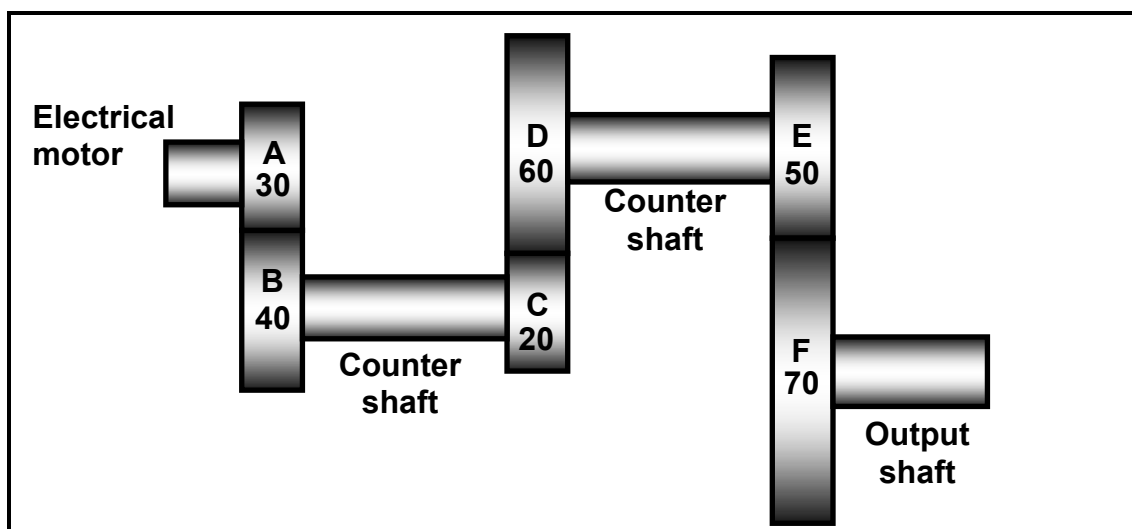 Electrical
motor
A
30
B
40
Counter
shaft
D
60
C
20
Counter
shaft
E
50
F
70
Output
shaft